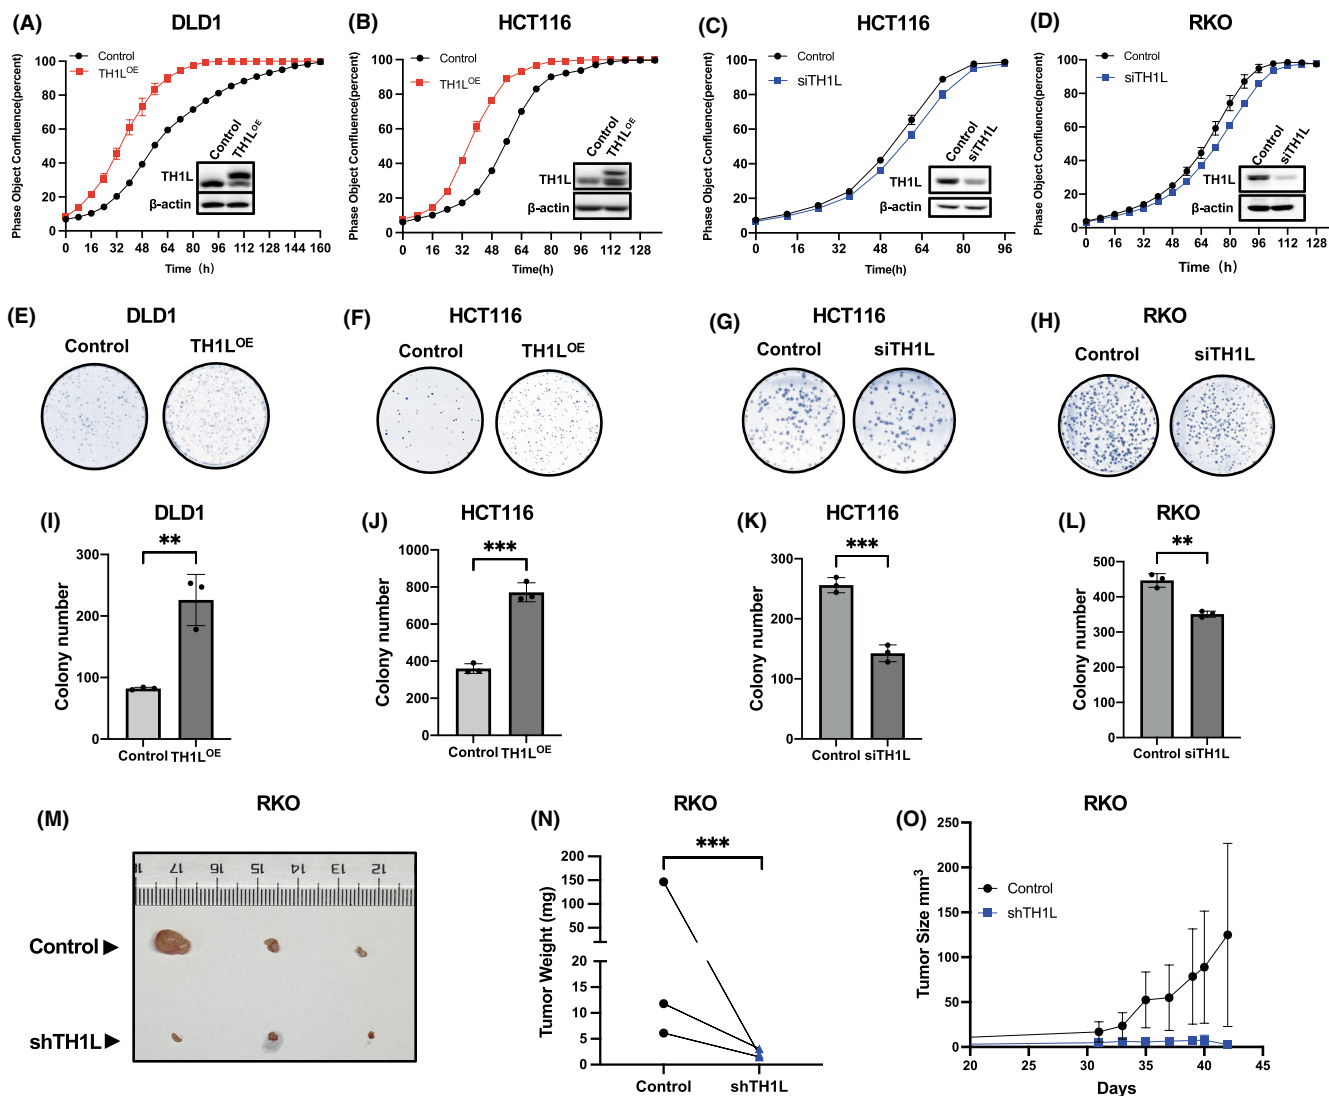 (A) DLD1
Phase Object Confluence(percent)
100
80
60
40
20
0
0 16 32 48 64 80 96 112 128 144 160
Time (h)
Control
TH1L^OE
Control TH1L^OE
TH1L
β-actin
(B) HCT116
Phase Object Confluence(percent)
100
80
60
40
20
0
0 16 32 48 64 80 96 112 128
Time(h)
Control
TH1L^OE
Control TH1L^OE
TH1L
β-actin
(C) HCT116
Phase Object Confluence(percent)
100
80
60
40
20
0
0 16 32 48 64 80 96
Time(h)
Control
siTH1L
Control siTH1L
TH1L
β-actin
(D) RKO
Phase Object Confluence(percent)
100
80
60
40
20
0
0 16 32 48 64 80 96 112 128
Time (h)
Control
siTH1L
Control siTH1L
TH1L
β-actin
(E) DLD1
Control TH1L^OE
(F) HCT116
Control TH1L^OE
(G) HCT116
Control siTH1L
(H) RKO
Control siTH1L
(I) DLD1
**
Colony number
300
200
100
0
Control TH1L^OE
(J) HCT116
***
Colony number
1000
800
600
400
200
0
Control TH1L^OE
(K) HCT116
***
Colony number
300
200
100
0
Control siTH1L
(L) RKO
**
Colony number
500
400
300
200
100
0
Control siTH1L
(M) RKO
17 16 15 14 13 12
Control
shTH1L
(N) RKO
***
Tumor Weight (mg)
200
150
100
50
20
10
5
0
Control shTH1L
(O) RKO
Tumor Size mm³
250
200
150
100
50
0
20 25 30 35 40 45
Days
Control
shTH1L